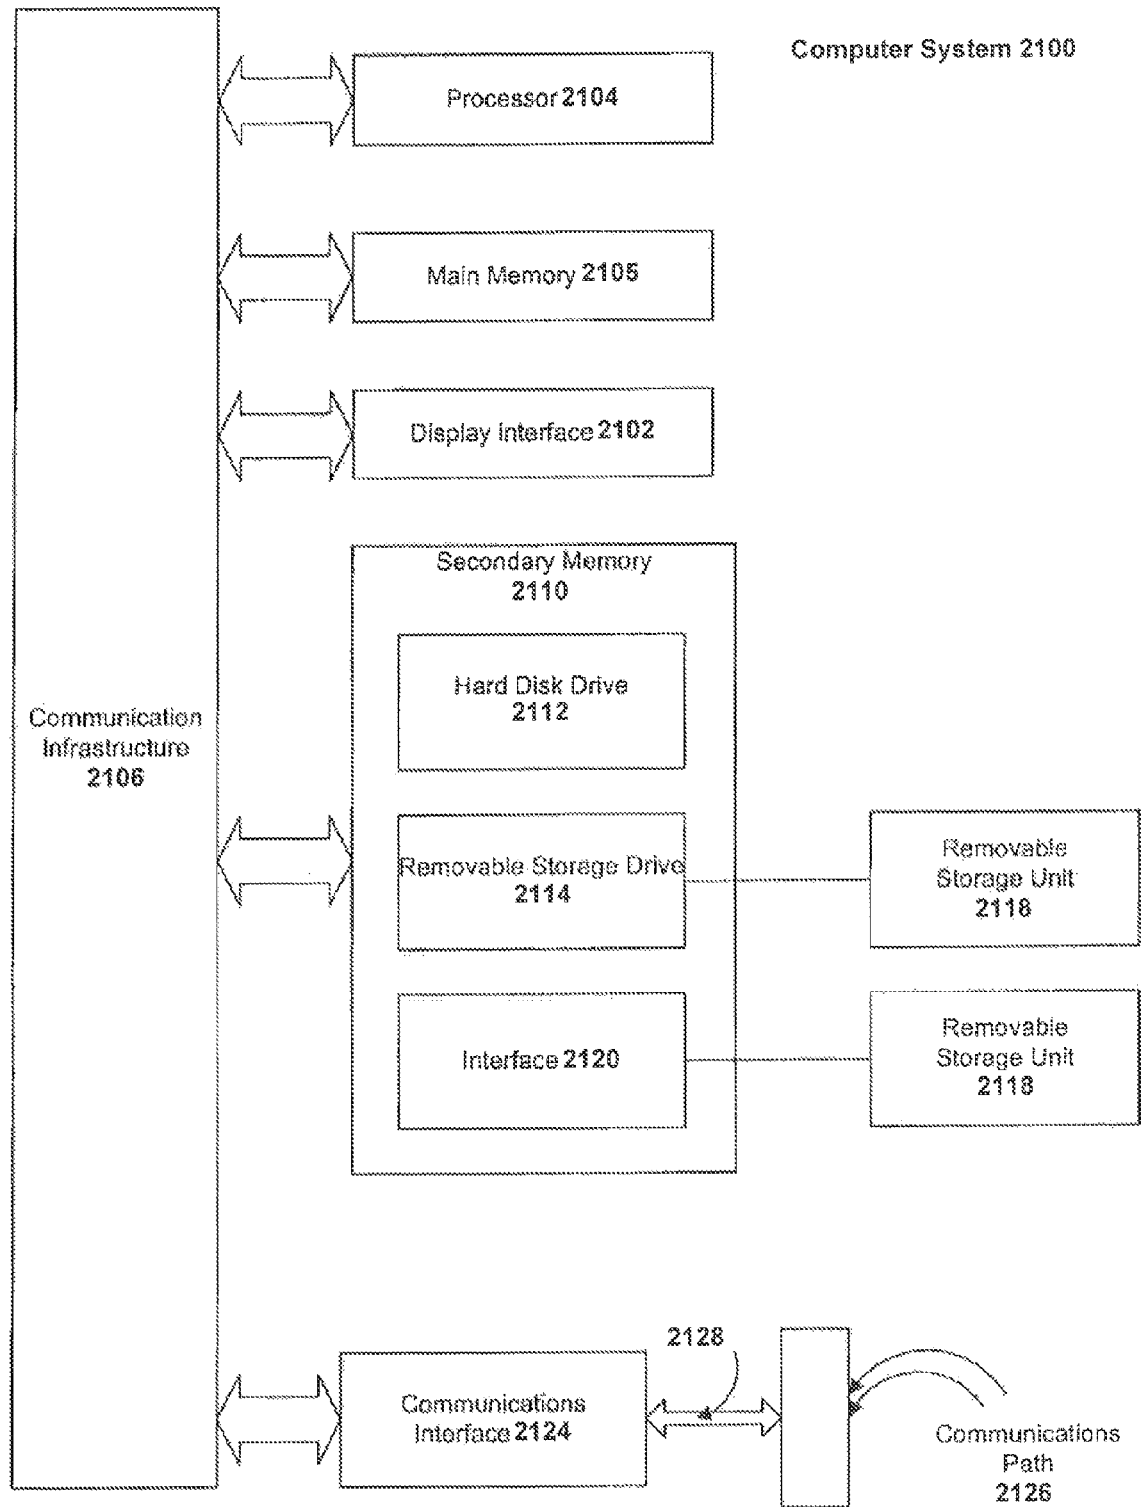 Computer System 2100
Processor 2104
Main Memory 2105
Display Interface 2102
Secondary Memory
2110
Hard Disk Drive
2112
Communication
Infrastructure
2106
Removable Storage Drive
2114
Removable
Storage Unit
2118
Interface 2120
Removable
Storage Unit
2118
2128
Communications
Interface 2124
Communications
Path
2126